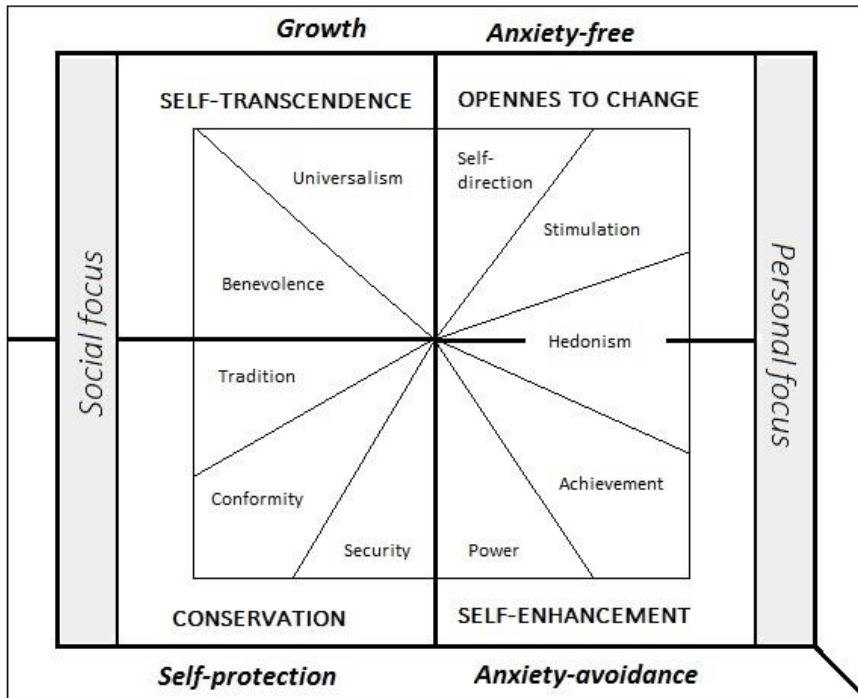 Growth
Anxiety-free
SELF-TRANSCENDENCE
OPENNES TO CHANGE
Universalism
Self-
direction
Stimulation
Benevolence
Social focus
Personal focus
Hedonism
Tradition
Conformity
Achievement
Security
Power
CONSERVATION
SELF-ENHANCEMENT
Self-protection
Anxiety-avoidance